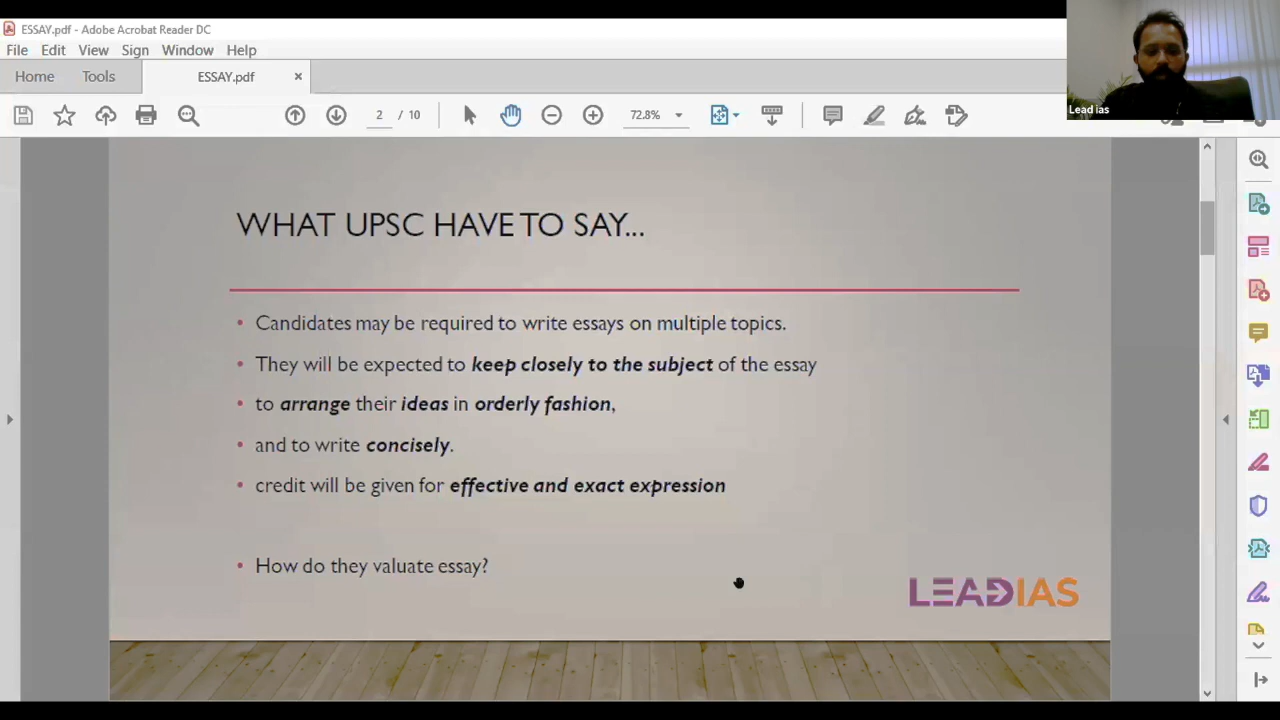 ESSAY.pdf - Adobe Acrobat Reader DC
File Edit View Sign Window Help
Home Tools ESSAY.pdf ×
2 / 10 72.8%
Lead ias
WHAT UPSC HAVE TO SAY...
• Candidates may be required to write essays on multiple topics.
• They will be expected to keep closely to the subject of the essay
• to arrange their ideas in orderly fashion,
• and to write concisely.
• credit will be given for effective and exact expression
• How do they valuate essay?
LEADIAS